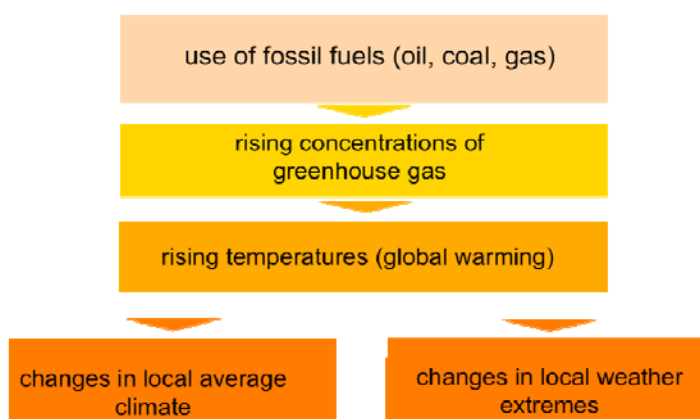 use of fossil fuels (oil, coal, gas)
rising concentrations of
greenhouse gas
rising temperatures (global warming)
changes in local average
climate
changes in local weather
extremes